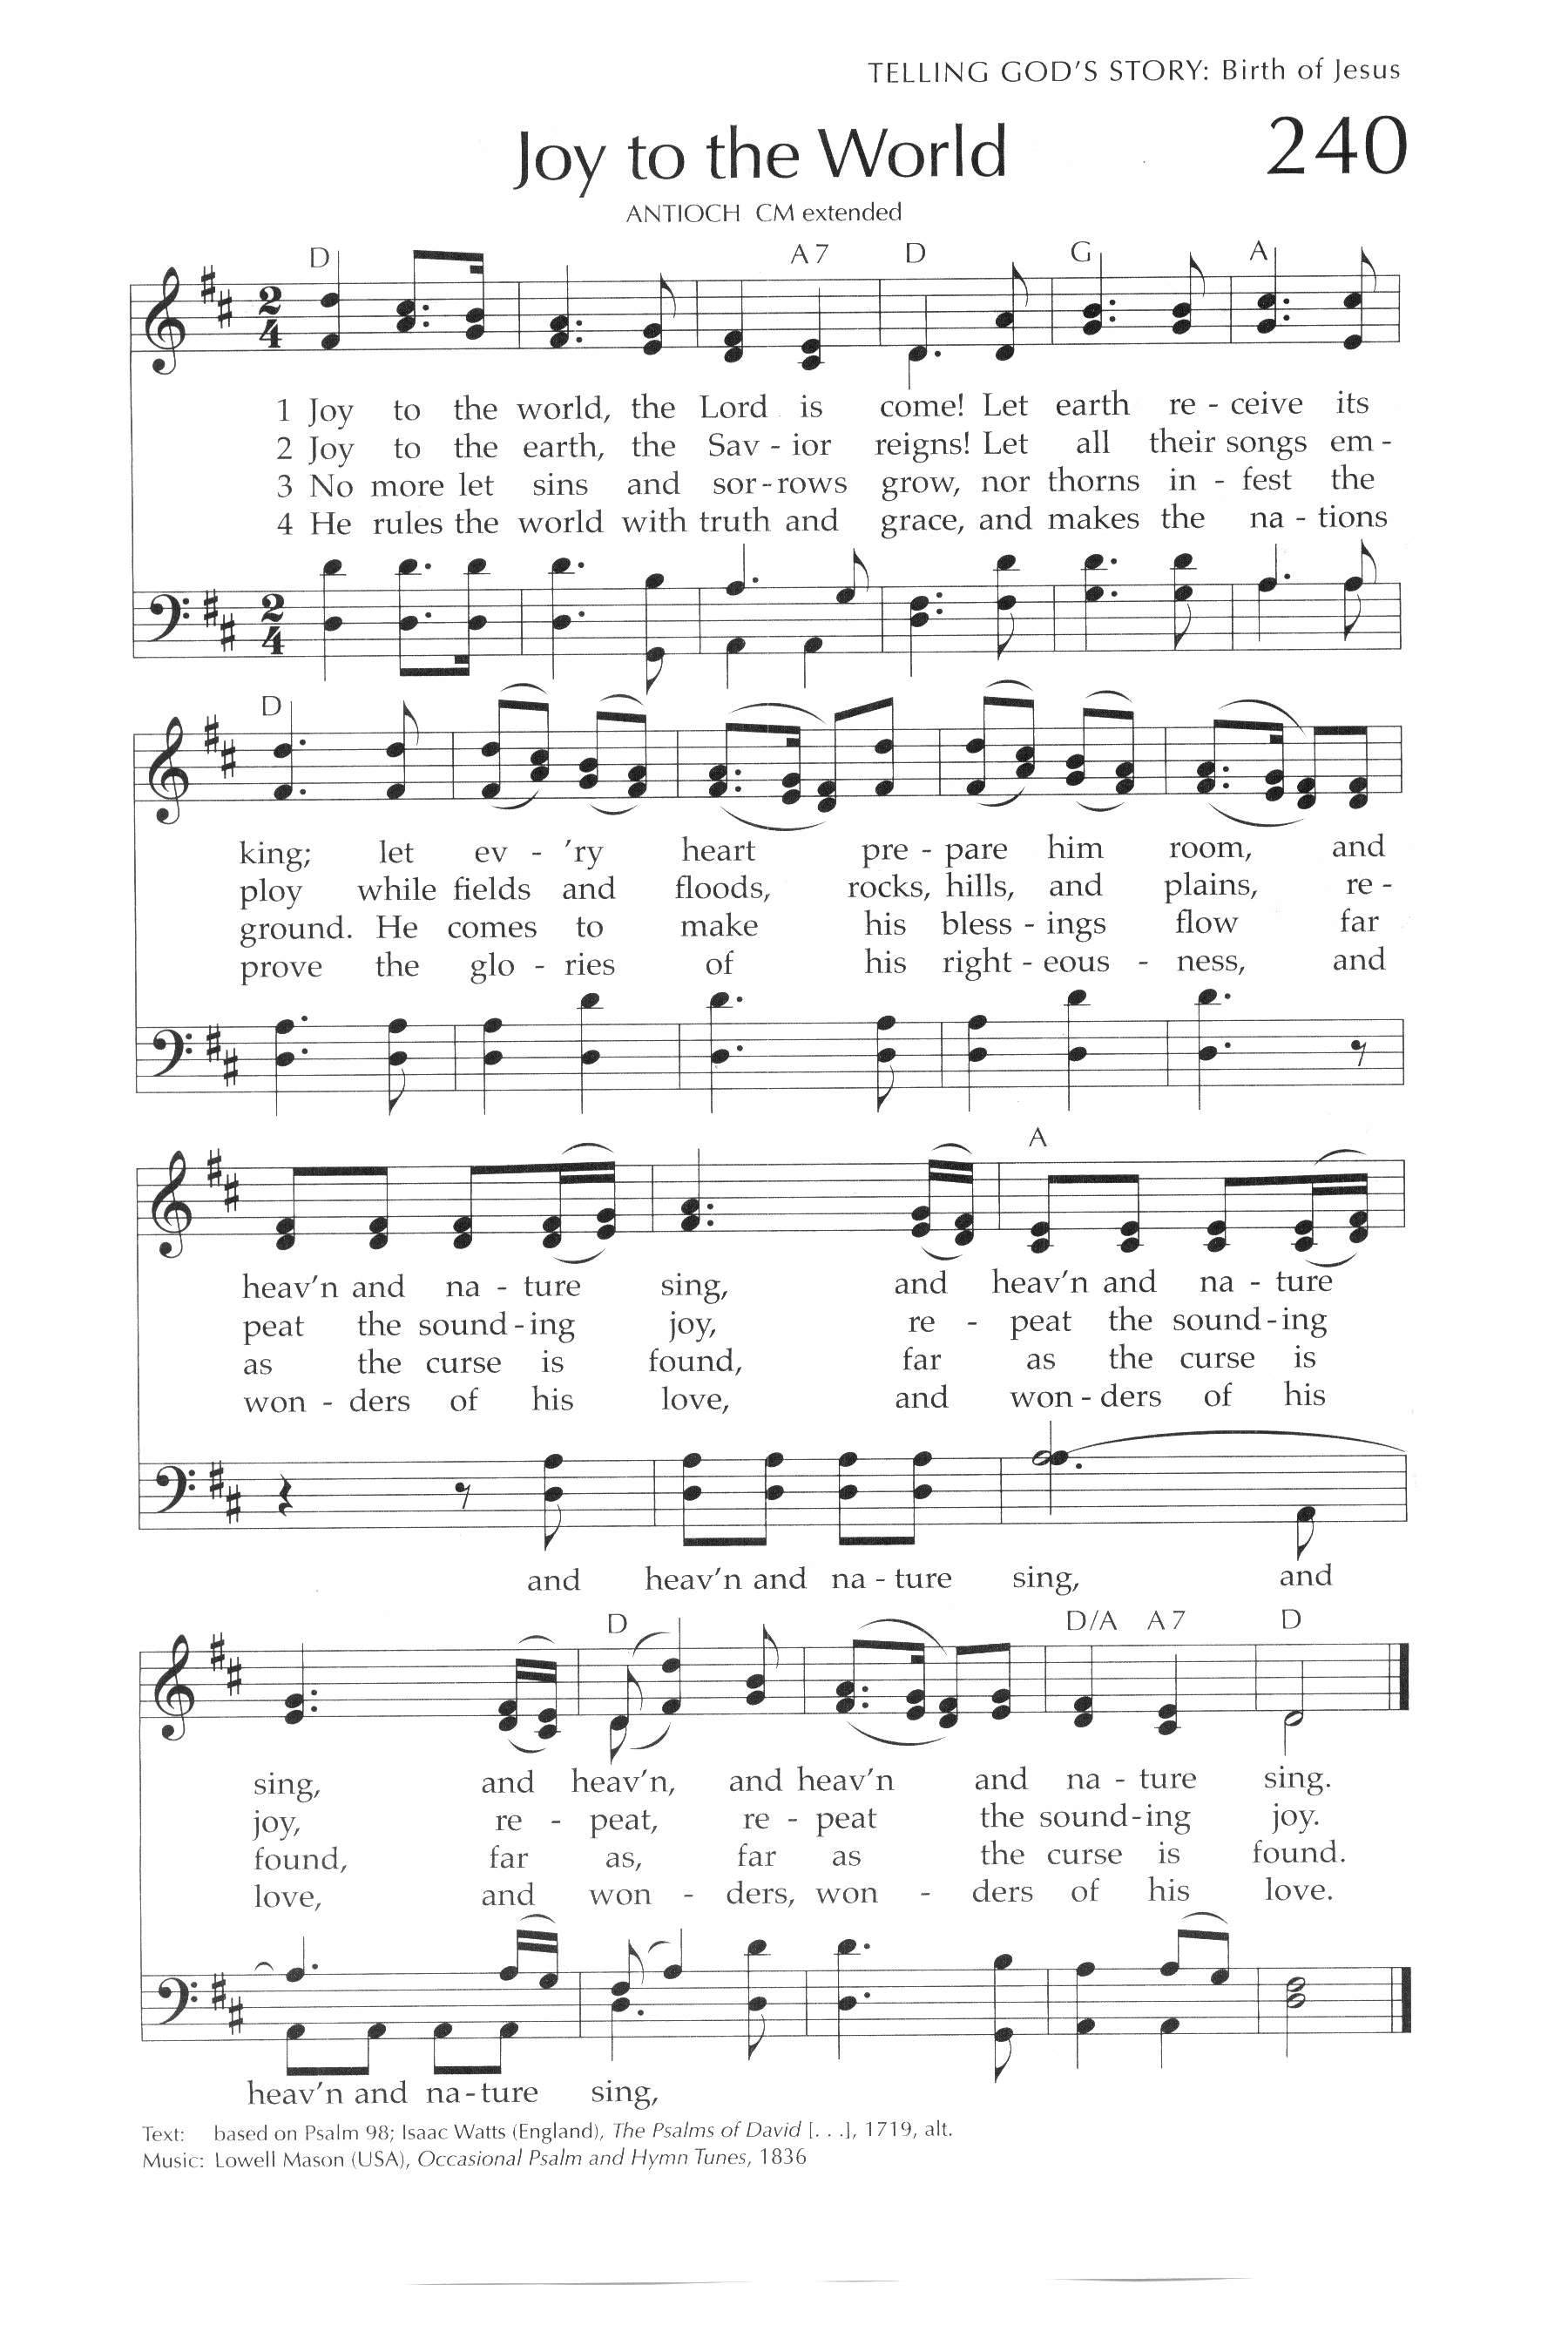 TELLING GOD'S STORY: Birth of Jesus
Joy to the World 240
ANTIOCH CM extended
D A 7 D G A
2 4
1 Joy to the world, the Lord is come! Let earth re - ceive its
2 Joy to the earth, the Sav - ior reigns! Let all their songs em -
3 No more let sins and sor - rows grow, nor thorns in - fest the
4 He rules the world with truth and grace, and makes the na - tions
2 4
D
king; let ev - 'ry heart pre - pare him room, and
ploy while fields and floods, rocks, hills, and plains, re -
ground. He comes to make his bless - ings flow far
prove the glo - ries of his right - eous - ness, and
A
heav'n and na - ture sing, and heav'n and na - ture
peat the sound - ing joy, re - peat the sound - ing
as the curse is found, far as the curse is
won - ders of his love, and won - ders of his
and heav'n and na - ture sing, and
D D/A A 7 D
sing, and heav'n, and heav'n and na - ture sing.
joy, re - peat, re - peat the sound - ing joy.
found, far as, far as the curse is found.
love, and won - ders, won - ders of his love.
heav'n and na - ture sing,
Text: based on Psalm 98; Isaac Watts (England), The Psalms of David [. . .], 1719, alt.
Music: Lowell Mason (USA), Occasional Psalm and Hymn Tunes, 1836